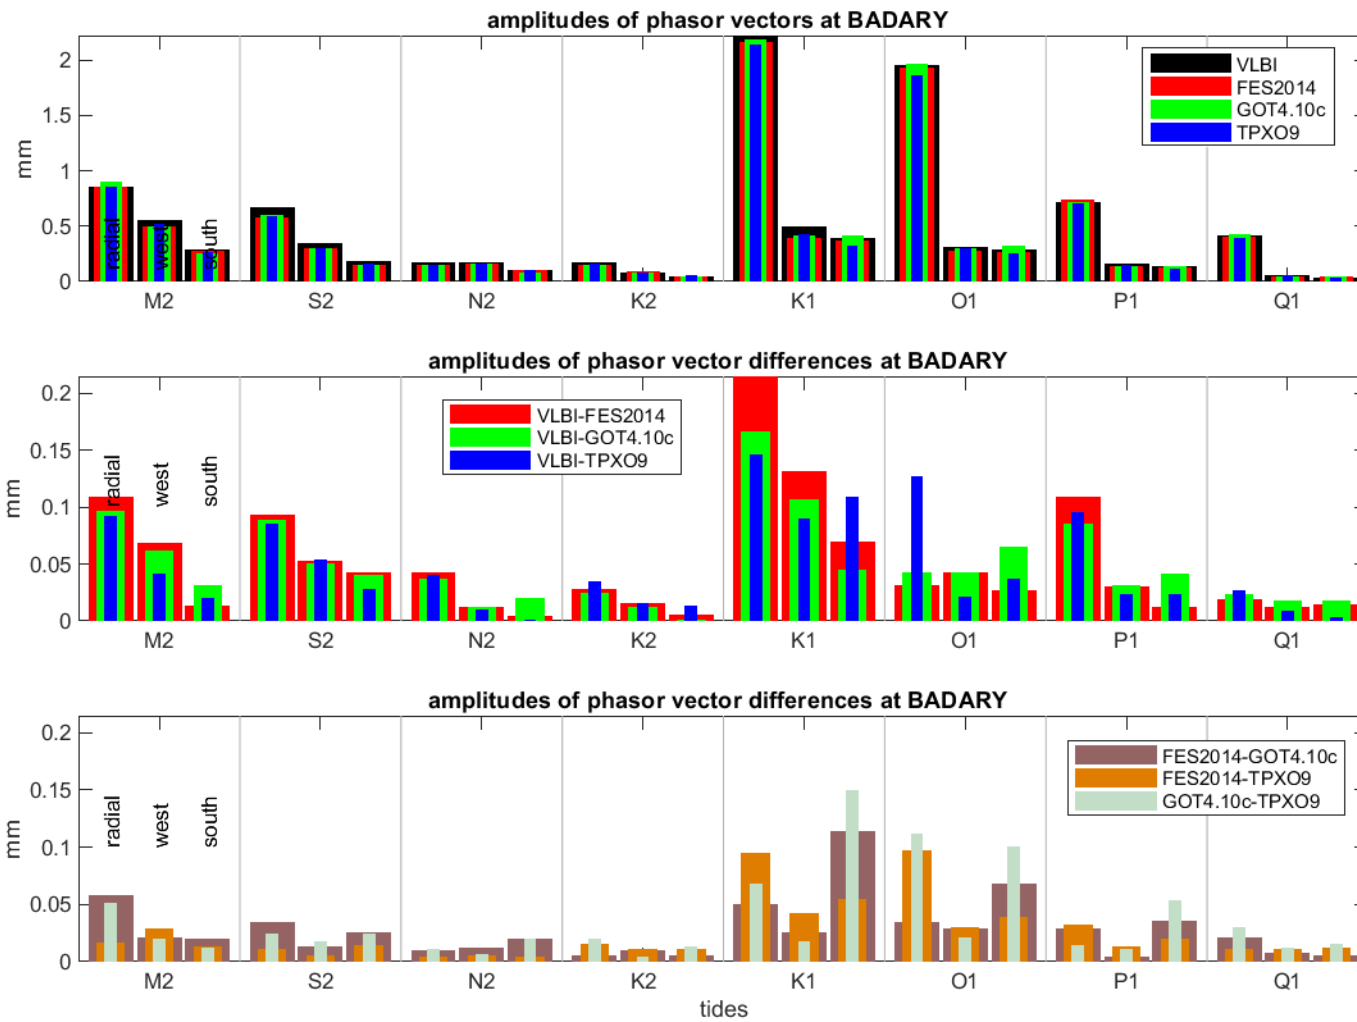 amplitudes of phasor vectors at BADARY
2
1.5
1
0.5
0
mm
VLBI
FES2014
GOT4.10c
TPXO9
radial
west
south
M2 S2 N2 K2 K1 O1 P1 Q1
amplitudes of phasor vector differences at BADARY
0.2
0.15
0.1
0.05
0
mm
VLBI-FES2014
VLBI-GOT4.10c
VLBI-TPXO9
radial
west
south
M2 S2 N2 K2 K1 O1 P1 Q1
amplitudes of phasor vector differences at BADARY
0.2
0.15
0.1
0.05
0
mm
FES2014-GOT4.10c
FES2014-TPXO9
GOT4.10c-TPXO9
radial
west
south
M2 S2 N2 K2 K1 O1 P1 Q1
tides